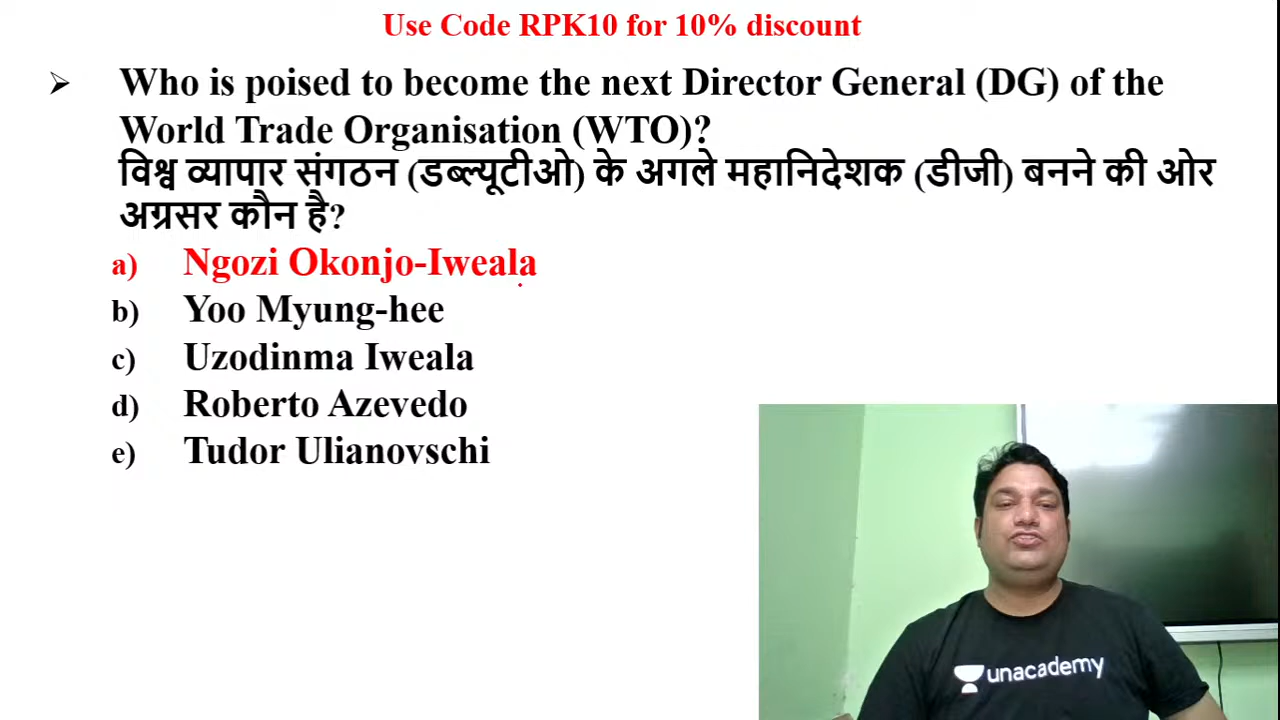 Use Code RPK10 for 10% discount
➢ Who is poised to become the next Director General (DG) of the
World Trade Organisation (WTO)?
विश्व व्यापार संगठन (डब्ल्यूटीओ) के अगले महानिदेशक (डीजी) बनने की ओर
अग्रसर कौन है?
a) Ngozi Okonjo-Iweala
b) Yoo Myung-hee
c) Uzodinma Iweala
d) Roberto Azevedo
e) Tudor Ulianovschi
unacademy